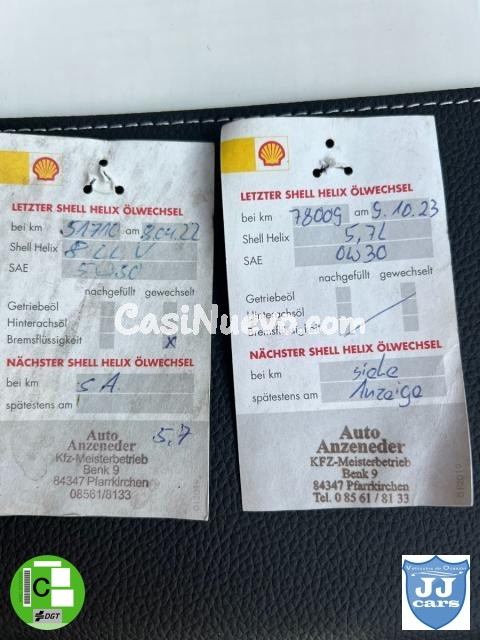 LETZTER SHELL HELIX ÖLWECHSEL
bei km 51710 am
Shell Helix
SAE 5W30
nachgefüllt gewechselt
Getriebeöl
Hinterachsöl
Bremsflüssigkeit x
NÄCHSTER SHELL HELIX ÖLWECHSEL
bei km s A.
spätestens am
5,7
Auto
Anzeneder
Kfz-Meisterbetrieb
Benk 9
84347 Pfarrkirchen
08561/8133
LETZTER SHELL HELIX ÖLWECHSEL
bei km 78009 am 9.10.23
Shell Helix 5,7L
SAE 0W30
nachgefüllt gewechselt
Getriebeöl
Hinterachsöl
Bremsflüssigkeit
NÄCHSTER SHELL HELIX ÖLWECHSEL
bei km siehe
spätestens am Anzeige
Auto
Anzeneder
KFZ-Meisterbetrieb
Benk 9
84347 Pfarrkirchen
Tel. 0 85 61 / 81 33
CasiNuevo.com
C
DGT
JJ
cars